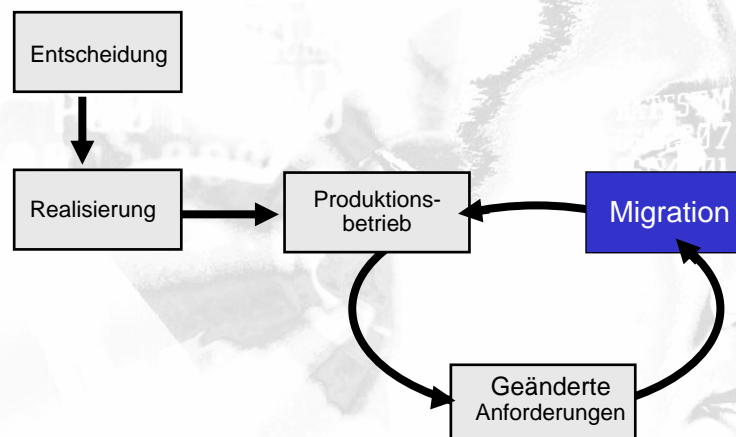 Entscheidung
Realisierung
Produktions-
betrieb
Migration
Geänderte
Anforderungen